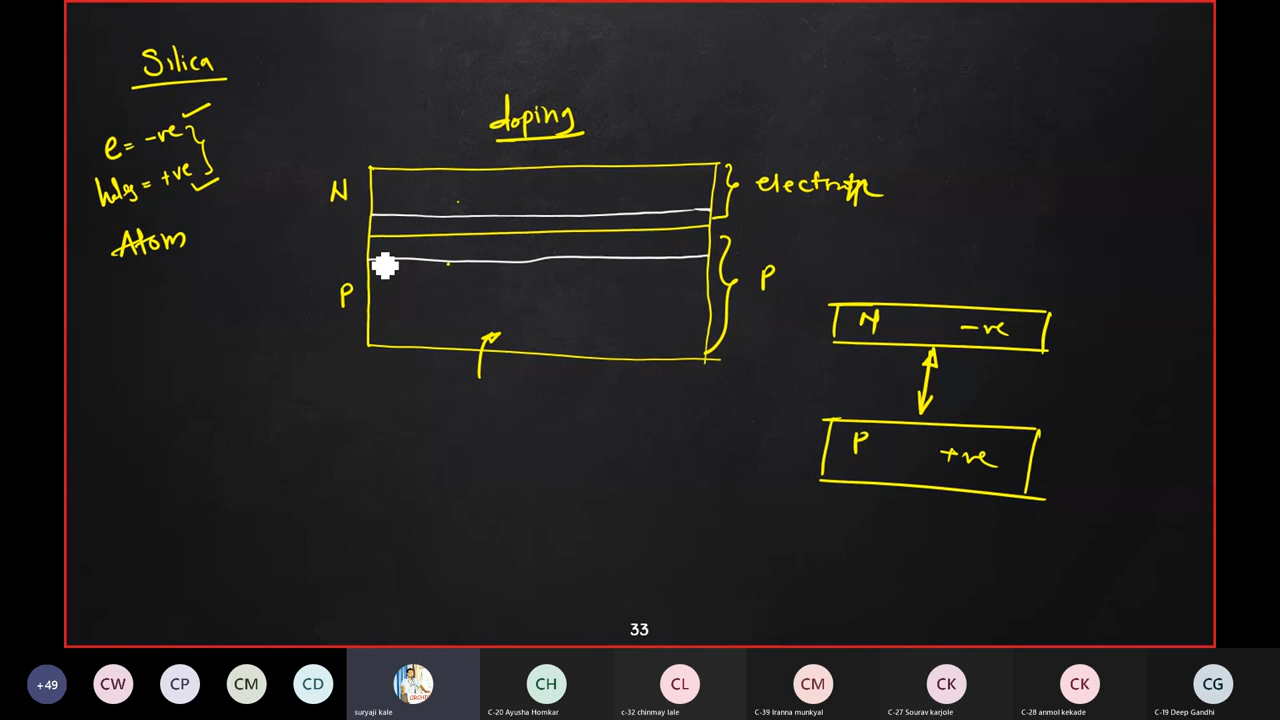 Silica
e = -ve
holes = +ve
Atom
doping
N
P
P
N -ve
P +ve
33
+49
CW
CP
CM
CD
CH
CL
CM
CK
CK
CG
ORCHID
suryaji kale
C-20 Ayusha Homkar
c-32 chinmay lale
C-39 Iranna munkyal
C-27 Sourav karjole
C-28 anmol kekade
C-19 Deep Gandhi